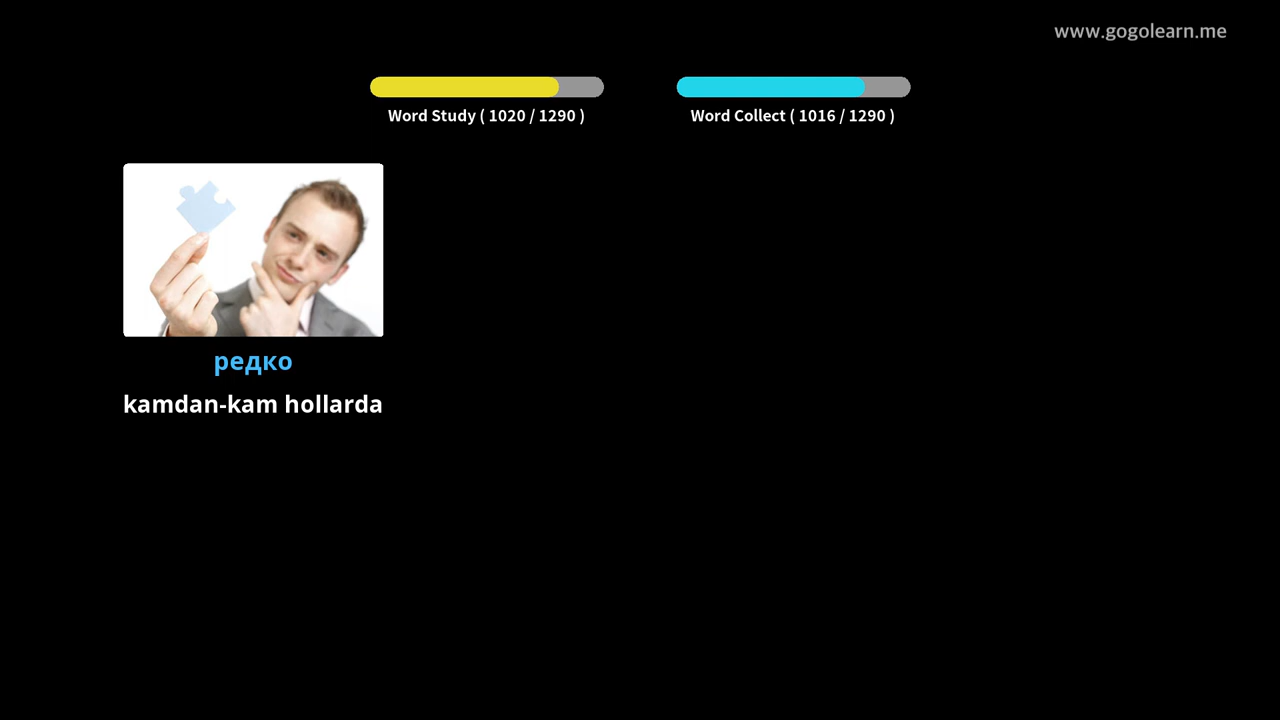 www.gogolearn.me
Word Study ( 1020 / 1290 )
Word Collect ( 1016 / 1290 )
редко
kamdan-kam hollarda